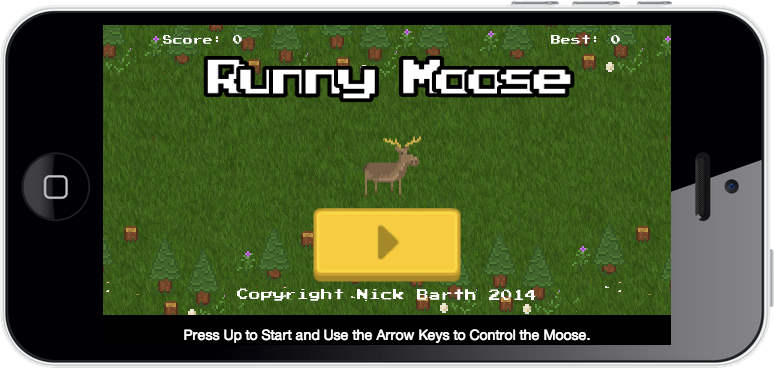 Score: 0 Best: 0
Runny Moose
Copyright Nick Barth 2014
Press Up to Start and Use the Arrow Keys to Control the Moose.